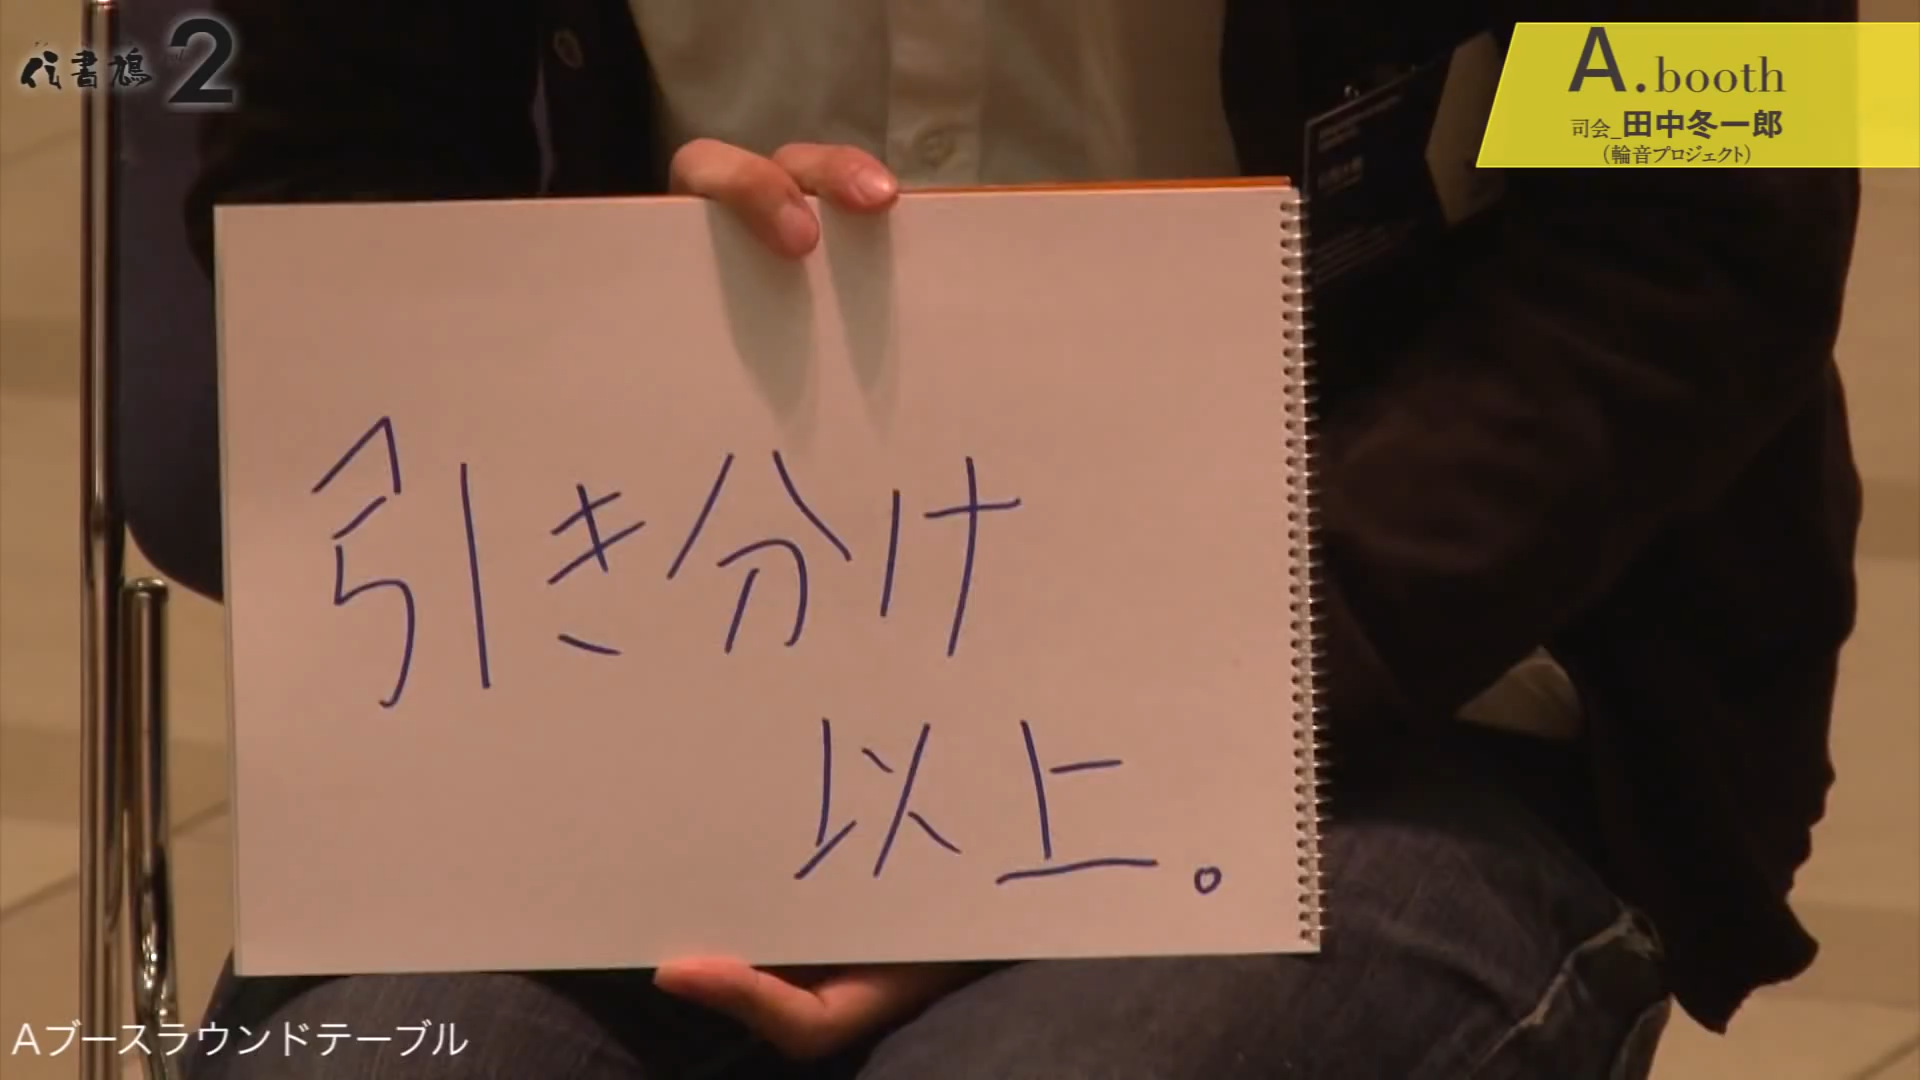 伝書鳩
2
A.booth
司会_田中冬一郎
(輪音プロジェクト)
引き分け
以上。
Aブースラウンドテーブル